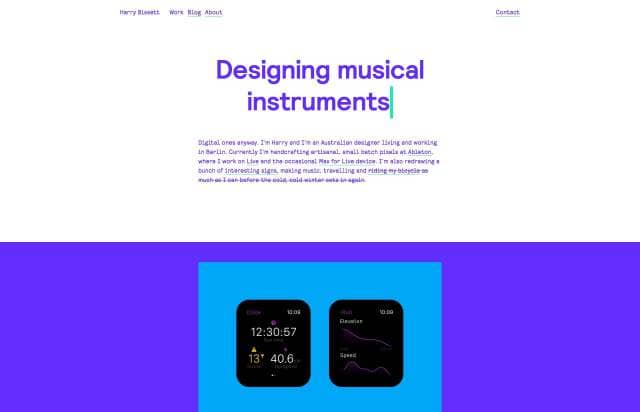 Harry Bissett Work Blog About Contact
Designing musical
instruments
Digital ones anyway. I'm Harry and I'm an Australian designer living and working
in Berlin. Currently I'm handcrafting artisanal, small batch pixels at Ableton,
where I work on Live and the occasional Max for Live device. I'm also redrawing a
bunch of interesting signs, making music, travelling and riding my bicycle as
much as I can before the cold, cold winter sets in again.
10:09
12:30:57
13°
40.6
10:09
Elevation
Speed